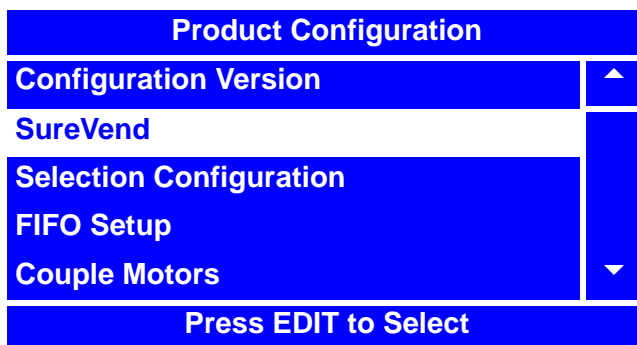 Product Configuration
Configuration Version
SureVend
Selection Configuration
FIFO Setup
Couple Motors
Press EDIT to Select